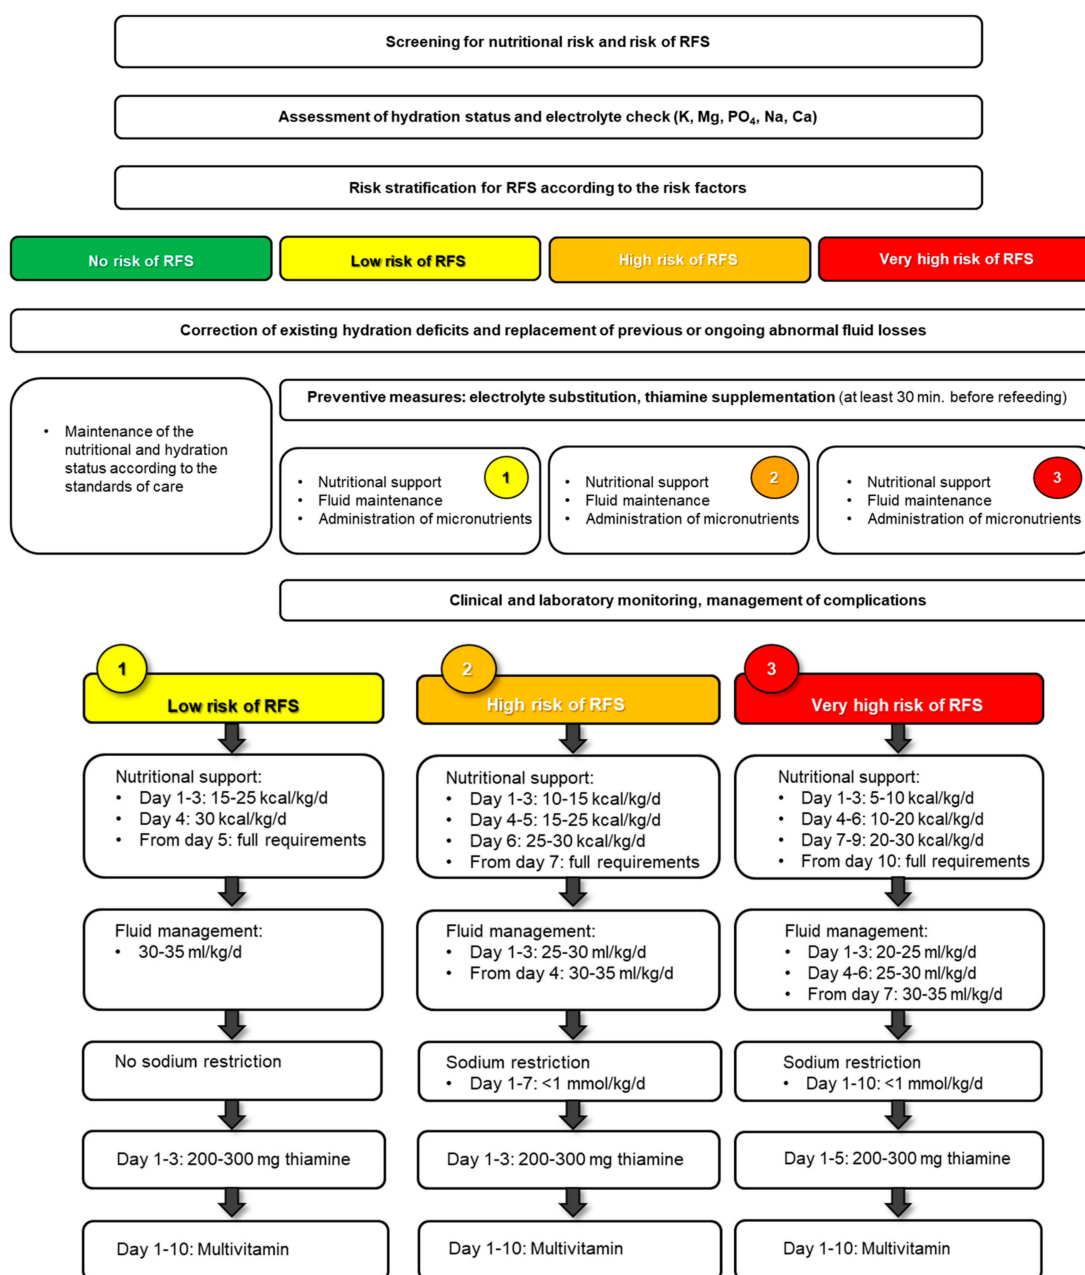 Screening for nutritional risk and risk of RFS
Assessment of hydration status and electrolyte check (K, Mg, PO₄, Na, Ca)
Risk stratification for RFS according to the risk factors
No risk of RFS
Low risk of RFS
High risk of RFS
Very high risk of RFS
Correction of existing hydration deficits and replacement of previous or ongoing abnormal fluid losses
• Maintenance of the
nutritional and hydration
status according to the
standards of care
Preventive measures: electrolyte substitution, thiamine supplementation (at least 30 min. before refeeding)
1
• Nutritional support
• Fluid maintenance
• Administration of micronutrients
2
• Nutritional support
• Fluid maintenance
• Administration of micronutrients
3
• Nutritional support
• Fluid maintenance
• Administration of micronutrients
Clinical and laboratory monitoring, management of complications
1
Low risk of RFS
Nutritional support:
• Day 1-3: 15-25 kcal/kg/d
• Day 4: 30 kcal/kg/d
• From day 5: full requirements
Fluid management:
• 30-35 ml/kg/d
No sodium restriction
Day 1-3: 200-300 mg thiamine
Day 1-10: Multivitamin
2
High risk of RFS
Nutritional support:
• Day 1-3: 10-15 kcal/kg/d
• Day 4-5: 15-25 kcal/kg/d
• Day 6: 25-30 kcal/kg/d
• From day 7: full requirements
Fluid management:
• Day 1-3: 25-30 ml/kg/d
• From day 4: 30-35 ml/kg/d
Sodium restriction
• Day 1-7: <1 mmol/kg/d
Day 1-3: 200-300 mg thiamine
Day 1-10: Multivitamin
3
Very high risk of RFS
Nutritional support:
• Day 1-3: 5-10 kcal/kg/d
• Day 4-6: 10-20 kcal/kg/d
• Day 7-9: 20-30 kcal/kg/d
• From day 10: full requirements
Fluid management:
• Day 1-3: 20-25 ml/kg/d
• Day 4-6: 25-30 ml/kg/d
• From day 7: 30-35 ml/kg/d
Sodium restriction
• Day 1-10: <1 mmol/kg/d
Day 1-5: 200-300 mg thiamine
Day 1-10: Multivitamin